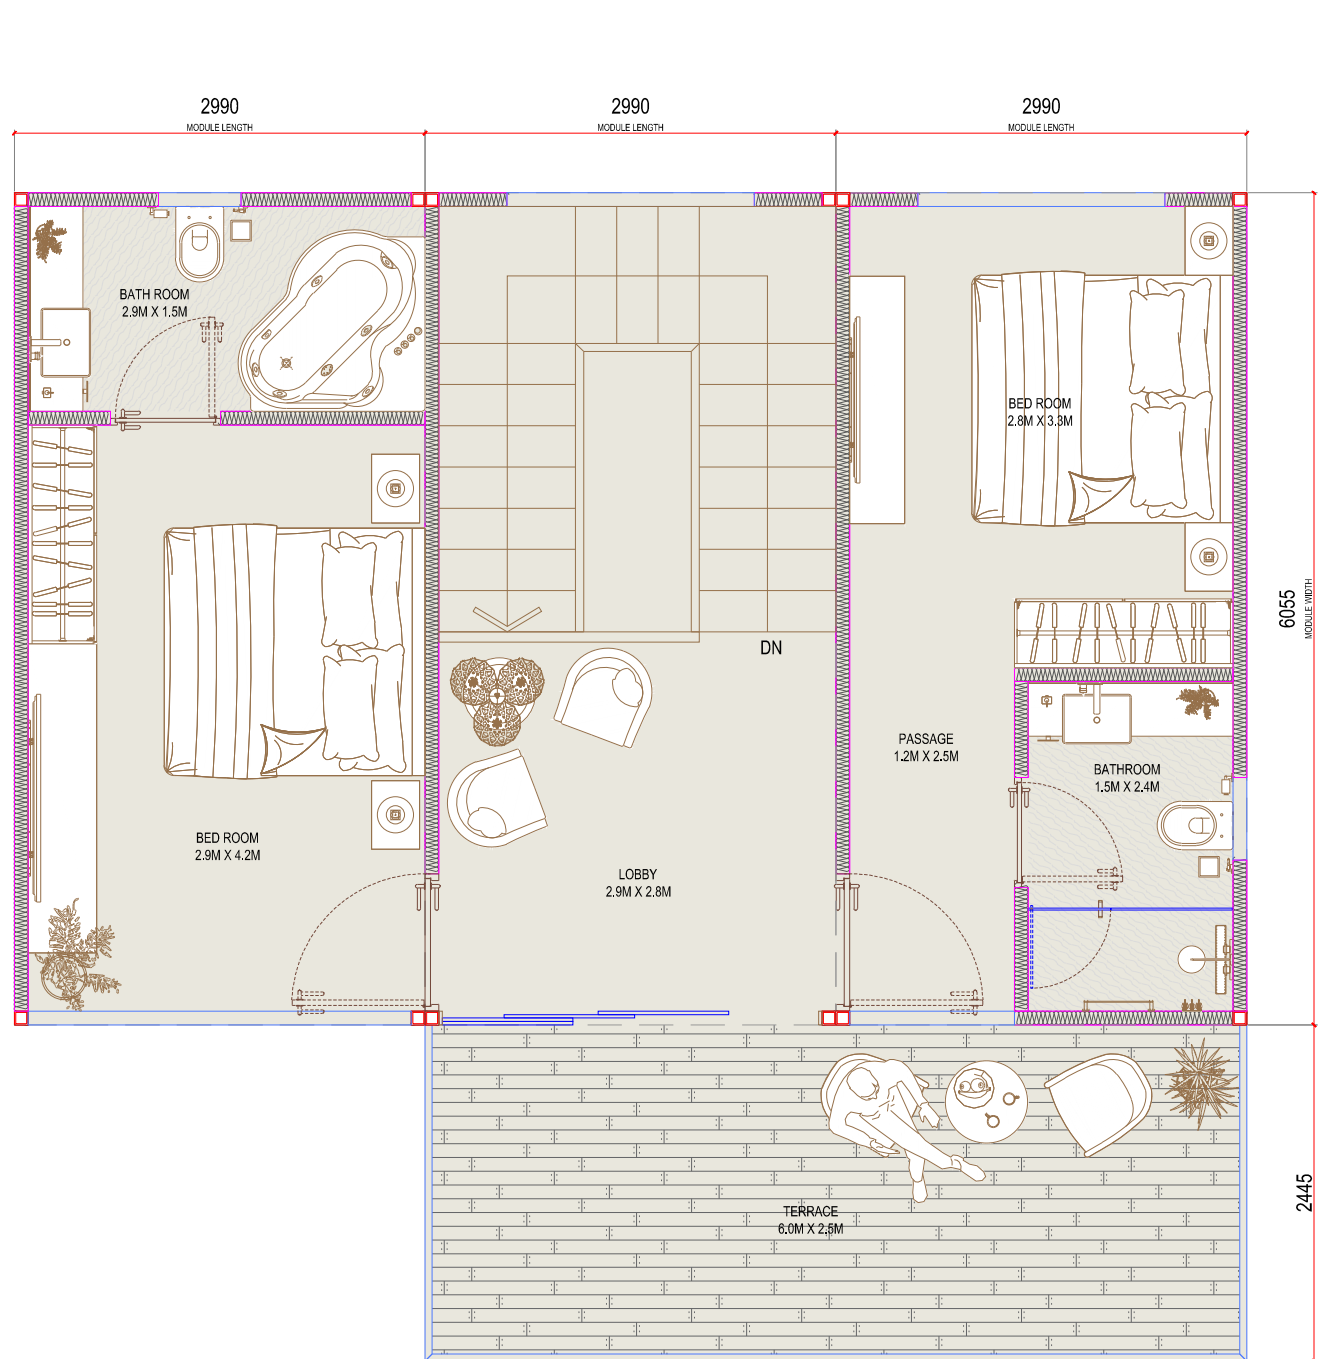 2990
MODULE LENGTH
2990
MODULE LENGTH
2990
MODULE LENGTH
BATH ROOM
2.9M X 1.5M
BED ROOM
2.8M X 3.3M
6055
MODULE WIDTH
DN
PASSAGE
1.2M X 2.5M
BATHROOM
1.5M X 2.4M
BED ROOM
2.9M X 4.2M
LOBBY
2.9M X 2.8M
2445
TERRACE
6.0M X 2.5M